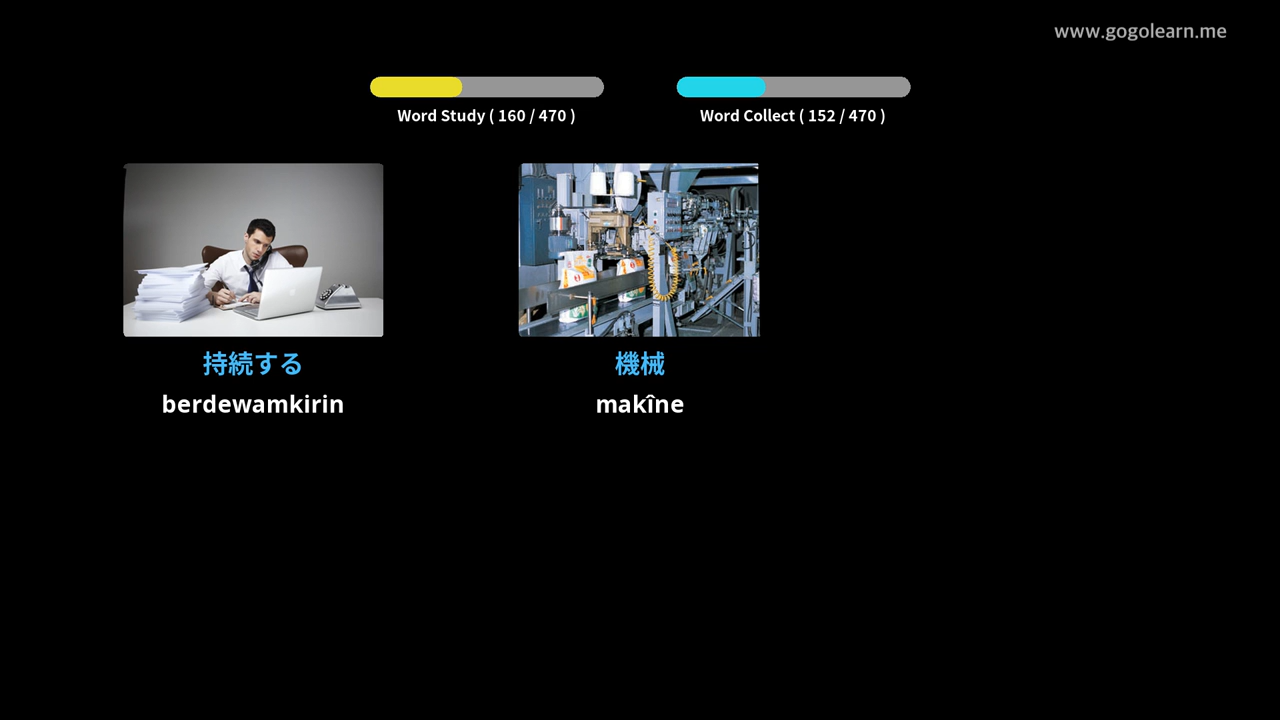 www.gogolearn.me
Word Study ( 160 / 470 )
Word Collect ( 152 / 470 )
持続する
berdewamkirin
機械
makîne